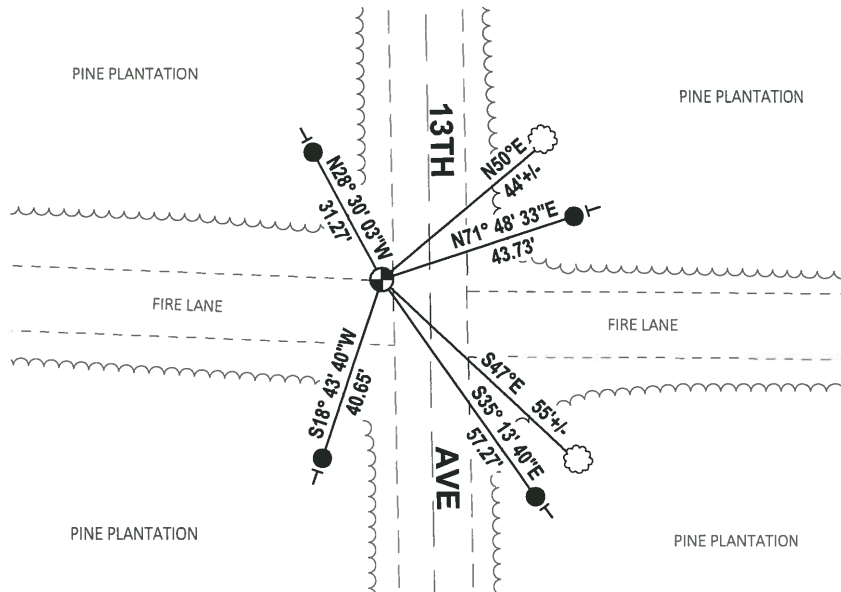 PINE PLANTATION
PINE PLANTATION
13TH
N50°E
44'+/-
N28° 30' 03"W
31.27'
N71° 48' 33"E
43.73'
FIRE LANE
FIRE LANE
S18° 43' 40"W
40.65'
S47°E 55'+/-
S35° 13' 40"E
57.27'
AVE
PINE PLANTATION
PINE PLANTATION